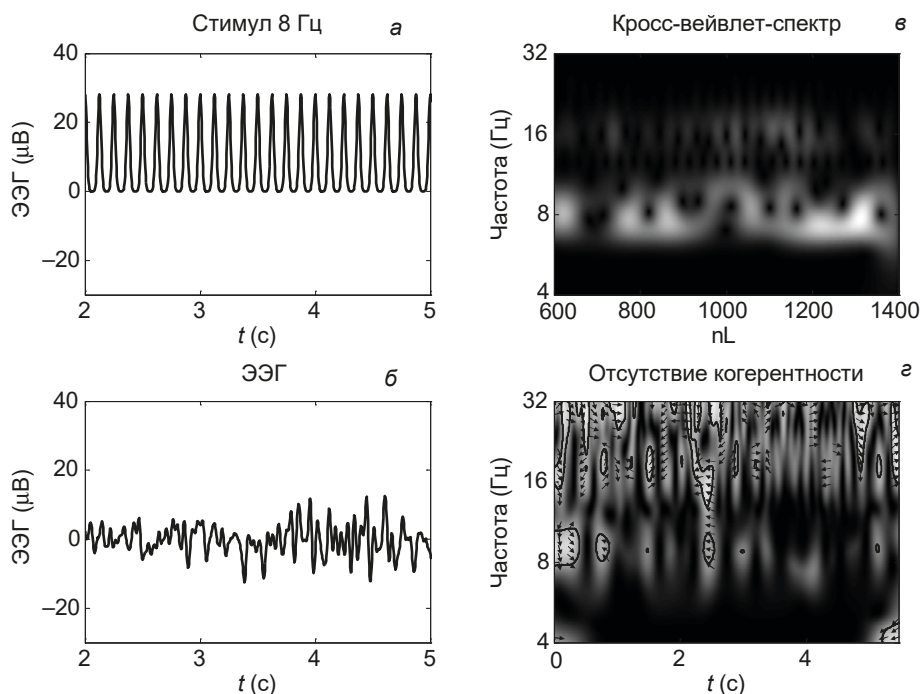 Стимул 8 Гц
а
40
20
0
–20
ЭЭГ (μВ)
2 3 4 5
t (с)
Кросс-вейвлет-спектр
в
32
16
8
4
Частота (Гц)
600 800 1000 1200 1400
nL
ЭЭГ
б
40
20
0
–20
ЭЭГ (μВ)
2 3 4 5
t (с)
Отсутствие когерентности
г
32
16
8
4
Частота (Гц)
0 2 4
t (с)